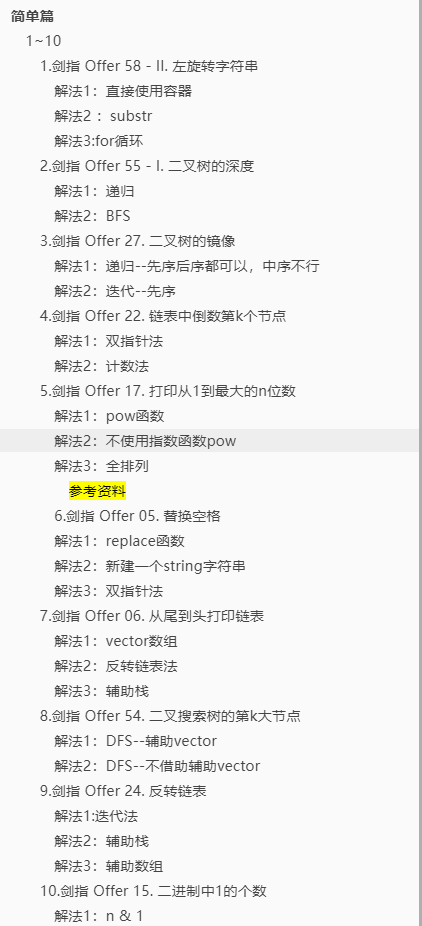 简单篇
1~10
1.剑指 Offer 58 - II. 左旋转字符串
解法1：直接使用容器
解法2 ：substr
解法3:for循环
2.剑指 Offer 55 - I. 二叉树的深度
解法1：递归
解法2：BFS
3.剑指 Offer 27. 二叉树的镜像
解法1：递归--先序后序都可以，中序不行
解法2：迭代--先序
4.剑指 Offer 22. 链表中倒数第k个节点
解法1：双指针法
解法2：计数法
5.剑指 Offer 17. 打印从1到最大的n位数
解法1：pow函数
解法2：不使用指数函数pow
解法3：全排列
参考资料
6.剑指 Offer 05. 替换空格
解法1：replace函数
解法2：新建一个string字符串
解法3：双指针法
7.剑指 Offer 06. 从尾到头打印链表
解法1：vector数组
解法2：反转链表法
解法3：辅助栈
8.剑指 Offer 54. 二叉搜索树的第k大节点
解法1：DFS--辅助vector
解法2：DFS--不借助辅助vector
9.剑指 Offer 24. 反转链表
解法1:迭代法
解法2：辅助栈
解法3：辅助数组
10.剑指 Offer 15. 二进制中1的个数
解法1：n & 1